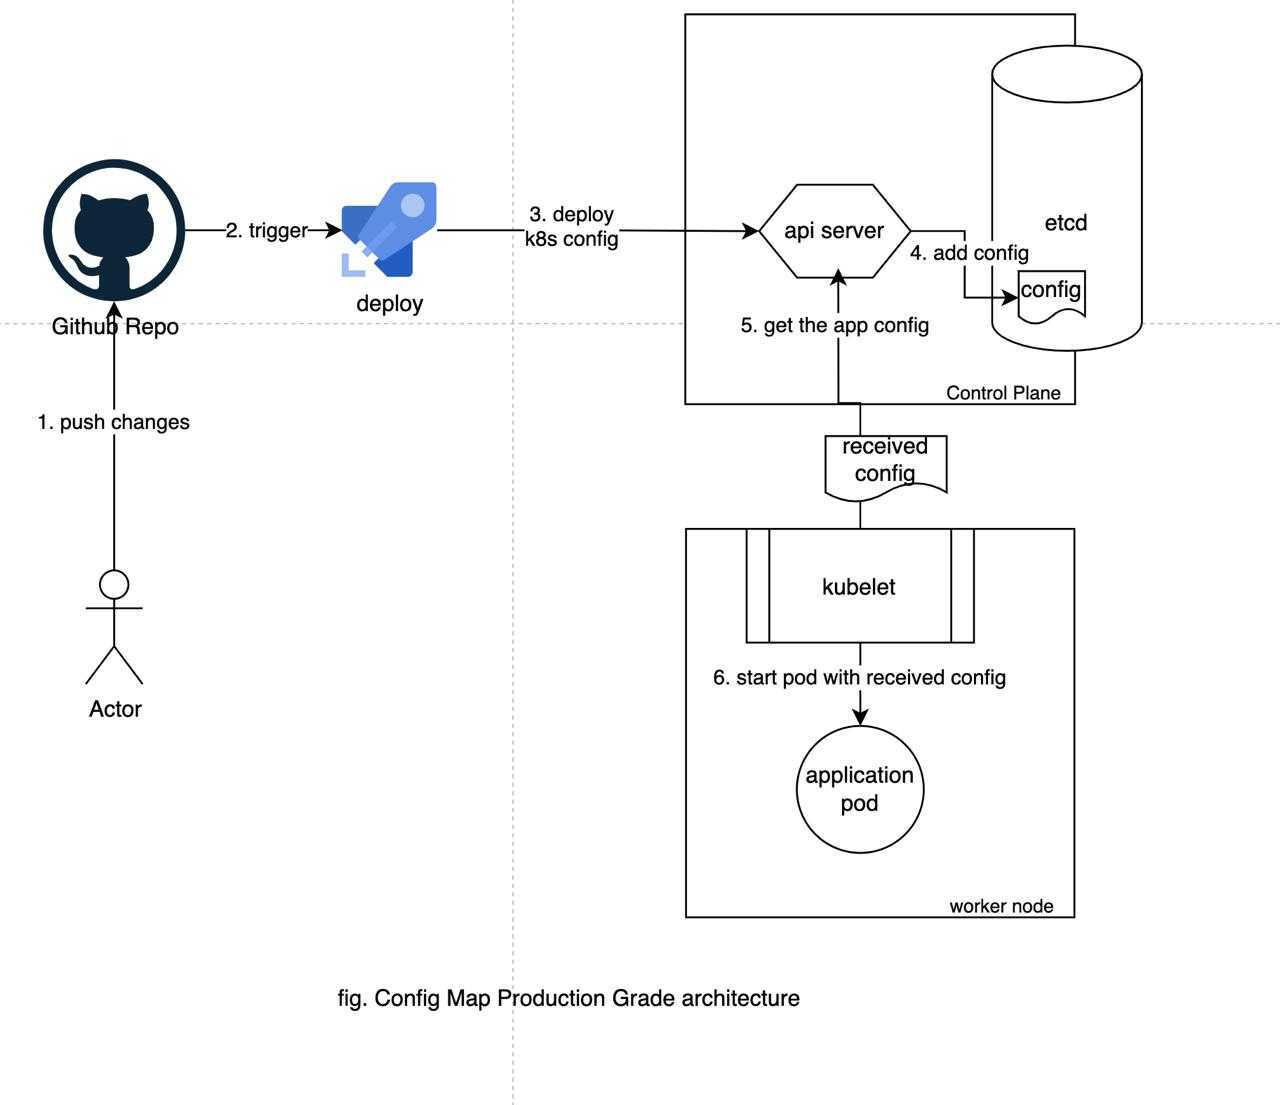 2. trigger
3. deploy
k8s config
api server
etcd
4. add config
config
deploy
Github Repo
5. get the app config
Control Plane
1. push changes
received
config
kubelet
6. start pod with received config
Actor
application
pod
worker node
fig. Config Map Production Grade architecture